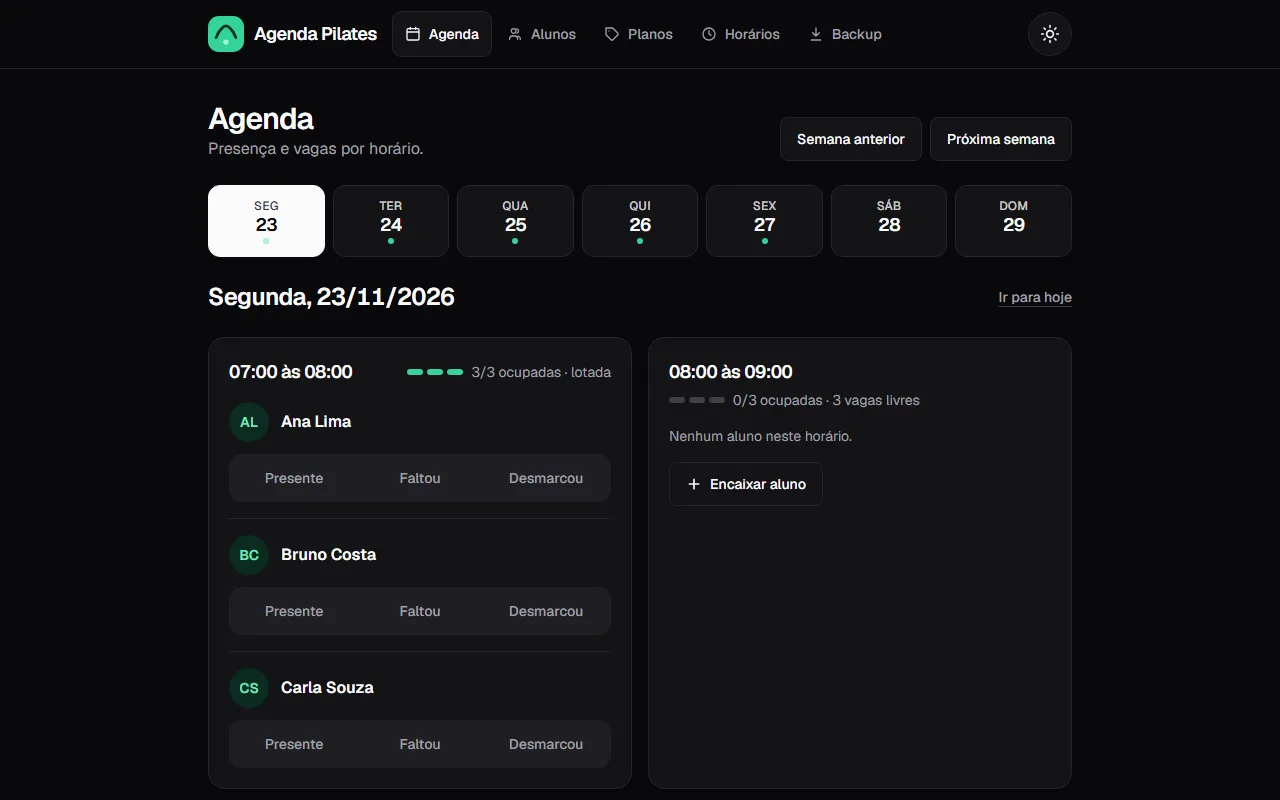 Agenda Pilates
Agenda
Alunos
Planos
Horários
Backup
Agenda
Presença e vagas por horário.
Semana anterior
Próxima semana
SEG
23
TER
24
QUA
25
QUI
26
SEX
27
SÁB
28
DOM
29
Segunda, 23/11/2026
Ir para hoje
07:00 às 08:00
3/3 ocupadas · lotada
AL
Ana Lima
Presente
Faltou
Desmarcou
BC
Bruno Costa
Presente
Faltou
Desmarcou
CS
Carla Souza
Presente
Faltou
Desmarcou
08:00 às 09:00
0/3 ocupadas · 3 vagas livres
Nenhum aluno neste horário.
Encaixar aluno